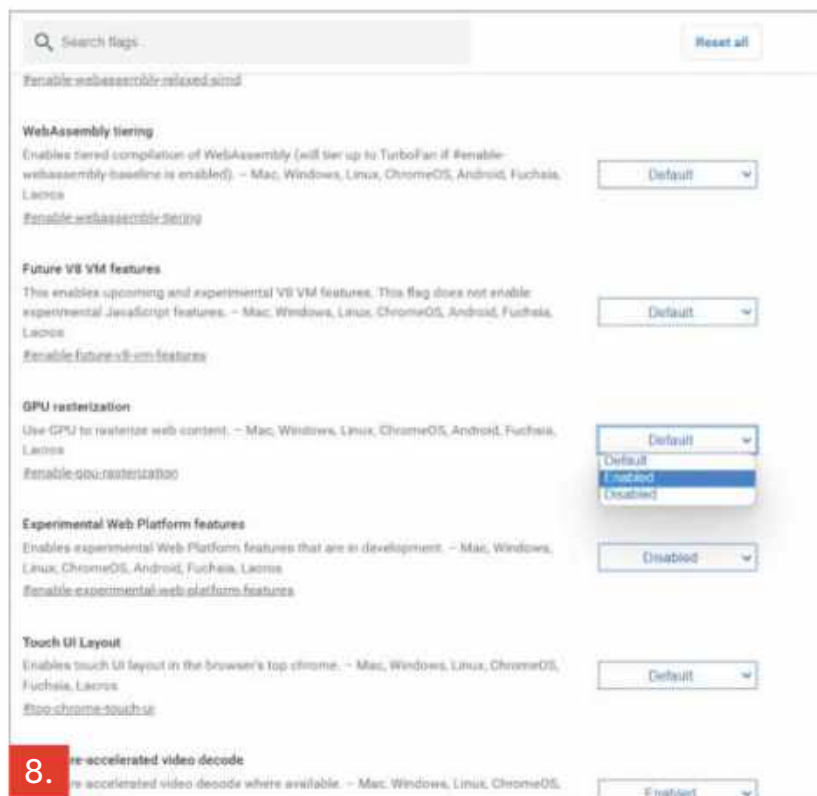 Search flags
Reset all
#enable-webassembly-relaxed-simd
WebAssembly tiering
Enables tiered compilation of WebAssembly (will tier up to TurboFan if #enable-
webassembly-baseline is enabled). – Mac, Windows, Linux, ChromeOS, Android, Fuchsia,
Lacros
Default
#enable-webassembly-tiering
Future V8 VM features
This enables upcoming and experimental V8 VM features. This flag does not enable
experimental JavaScript features. – Mac, Windows, Linux, ChromeOS, Android, Fuchsia,
Lacros
Default
#enable-future-v8-vm-features
GPU rasterization
Use GPU to rasterize web content. – Mac, Windows, Linux, ChromeOS, Android, Fuchsia,
Lacros
Default
Default
Enabled
Disabled
#enable-gpu-rasterization
Experimental Web Platform features
Enables experimental Web Platform features that are in development. – Mac, Windows,
Linux, ChromeOS, Android, Fuchsia, Lacros
Disabled
#enable-experimental-web-platform-features
Touch UI Layout
Enables touch UI layout in the browser's top chrome. – Mac, Windows, Linux, ChromeOS,
Fuchsia, Lacros
Default
#top-chrome-touch-ui
8.
re-accelerated video decode
re accelerated video decode where available. – Mac, Windows, Linux, ChromeOS,
Enabled